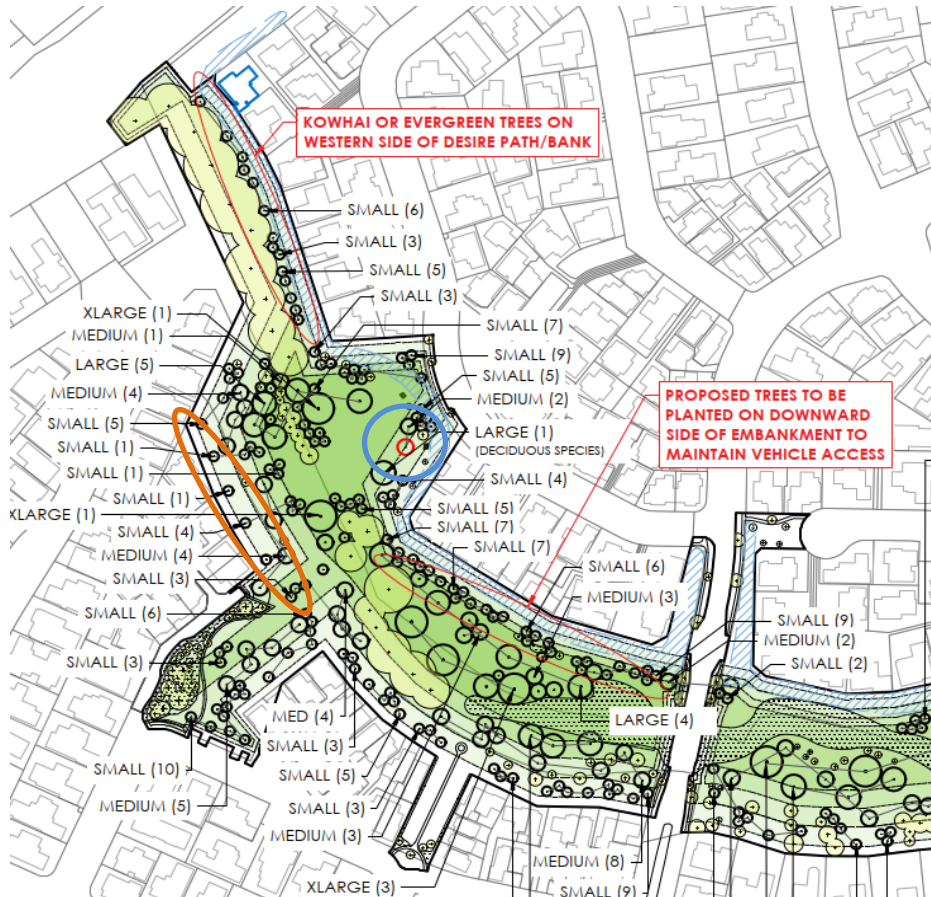 KOWHAI OR EVERGREEN TREES ON
WESTERN SIDE OF DESIRE PATH/BANK
SMALL (6)
SMALL (3)
SMALL (5)
SMALL (3)
XLARGE (1)
MEDIUM (1)
LARGE (5)
MEDIUM (4)
SMALL (5)
SMALL (1)
SMALL (1)
SMALL (1)
XLARGE (1)
SMALL (4)
MEDIUM (4)
SMALL (3)
SMALL (6)
SMALL (3)
SMALL (10)
MEDIUM (5)
SMALL (7)
SMALL (9)
SMALL (5)
MEDIUM (2)
LARGE (1)
(DECIDUOUS SPECIES)
SMALL (4)
SMALL (5)
SMALL (7)
SMALL (7)
PROPOSED TREES TO BE
PLANTED ON DOWNWARD
SIDE OF EMBANKMENT TO
MAINTAIN VEHICLE ACCESS
SMALL (6)
MEDIUM (3)
SMALL (9)
MEDIUM (2)
SMALL (2)
LARGE (4)
MED (4)
SMALL (3)
SMALL (5)
SMALL (3)
MEDIUM (3)
XLARGE (3)
MEDIUM (8)
SMALL (9)